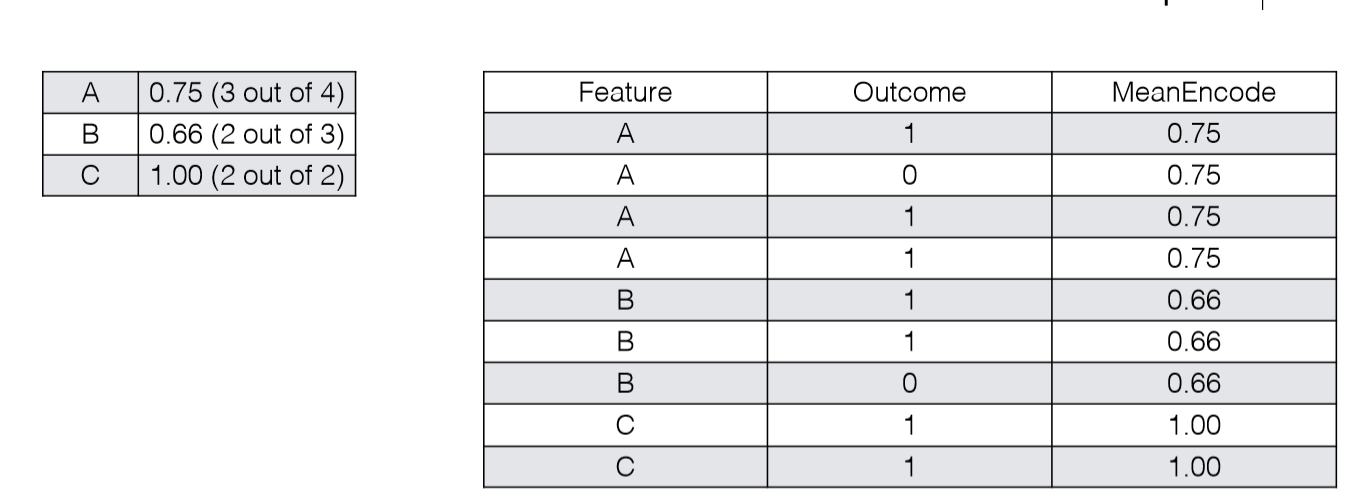 A 0.75 (3 out of 4)
B 0.66 (2 out of 3)
C 1.00 (2 out of 2)
Feature Outcome MeanEncode
A 1 0.75
A 0 0.75
A 1 0.75
A 1 0.75
B 1 0.66
B 1 0.66
B 0 0.66
C 1 1.00
C 1 1.00